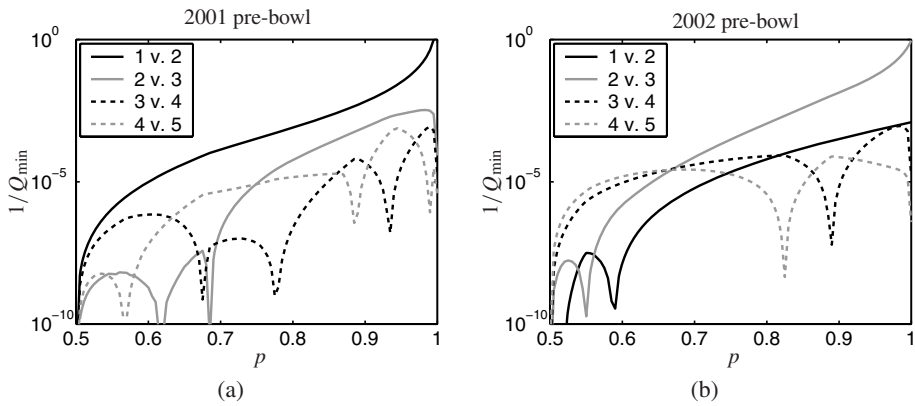 2001 pre-bowl
10^0
10^-5
10^-10
1/Q_min
1 v. 2
2 v. 3
3 v. 4
4 v. 5
0.5 0.6 0.7 0.8 0.9 1
p
(a)
2002 pre-bowl
10^0
10^-5
10^-10
1/Q_min
1 v. 2
2 v. 3
3 v. 4
4 v. 5
0.5 0.6 0.7 0.8 0.9 1
p
(b)